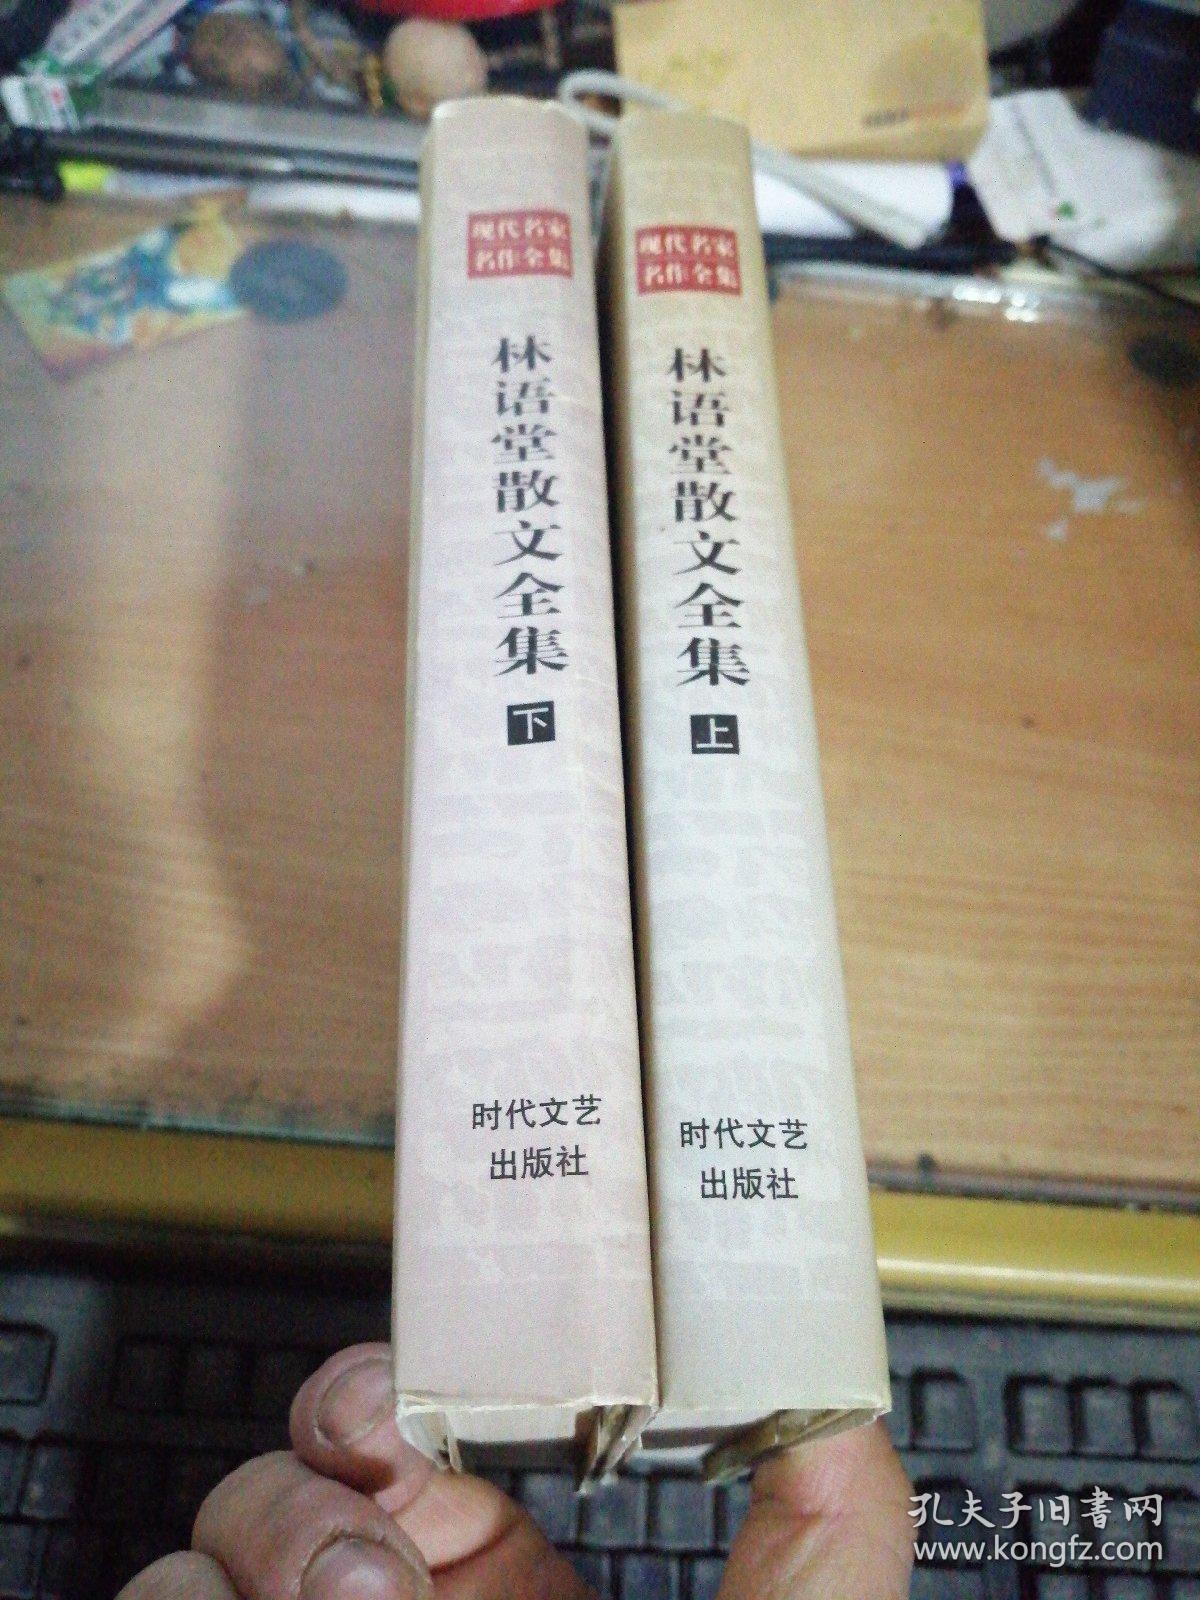 现代名家
名作全集
林语堂散文全集
下
时代文艺
出版社
现代名家
名作全集
林语堂散文全集
上
时代文艺
出版社
孔夫子旧書网
www.kongfz.com